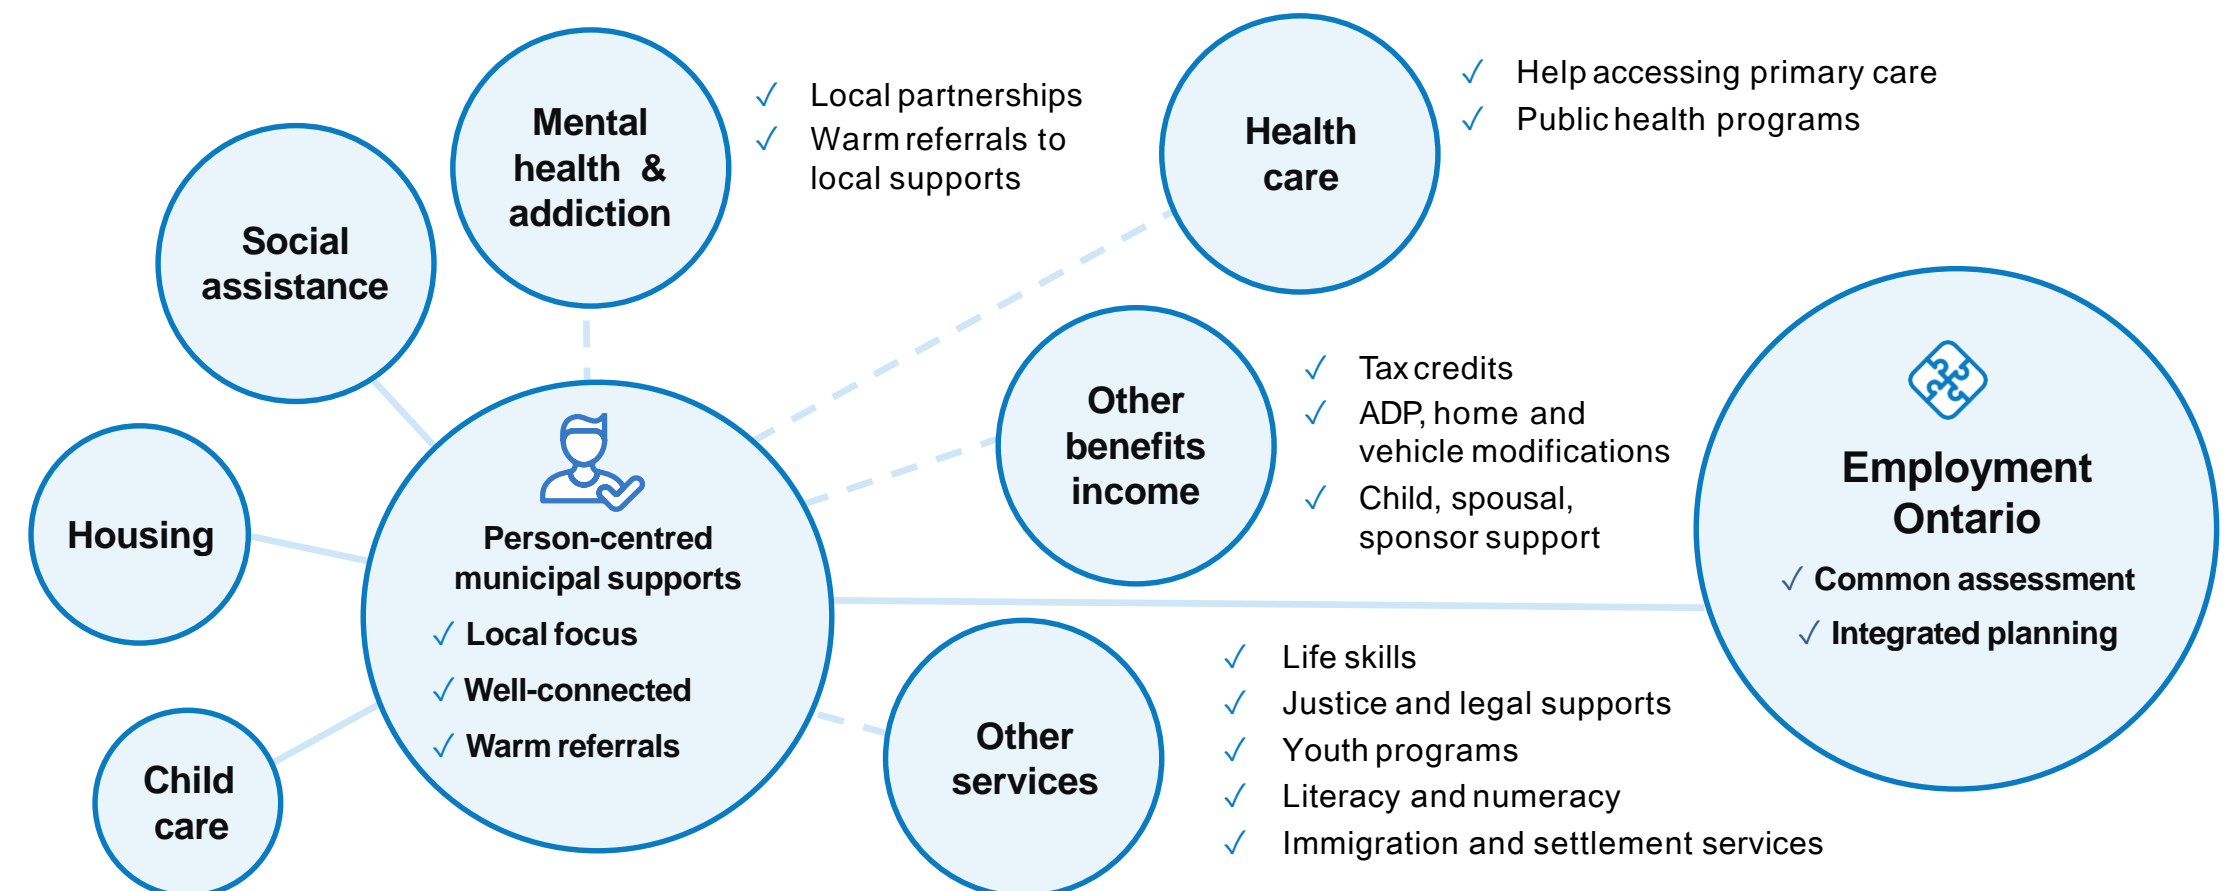 Mental
health & 
addiction
✓ Local partnerships
✓ Warm referrals to
local supports
Health
care
✓ Help accessing primary care
✓ Public health programs
Social
assistance
Other
benefits
income
✓ Tax credits
✓ ADP, home and
vehicle modifications
✓ Child, spousal,
sponsor support
Employment
Ontario
✓ Common assessment
✓ Integrated planning
Housing
Person-centred
municipal supports
✓ Local focus
✓ Well-connected
✓ Warm referrals
Child
care
Other
services
✓ Life skills
✓ Justice and legal supports
✓ Youth programs
✓ Literacy and numeracy
✓ Immigration and settlement services